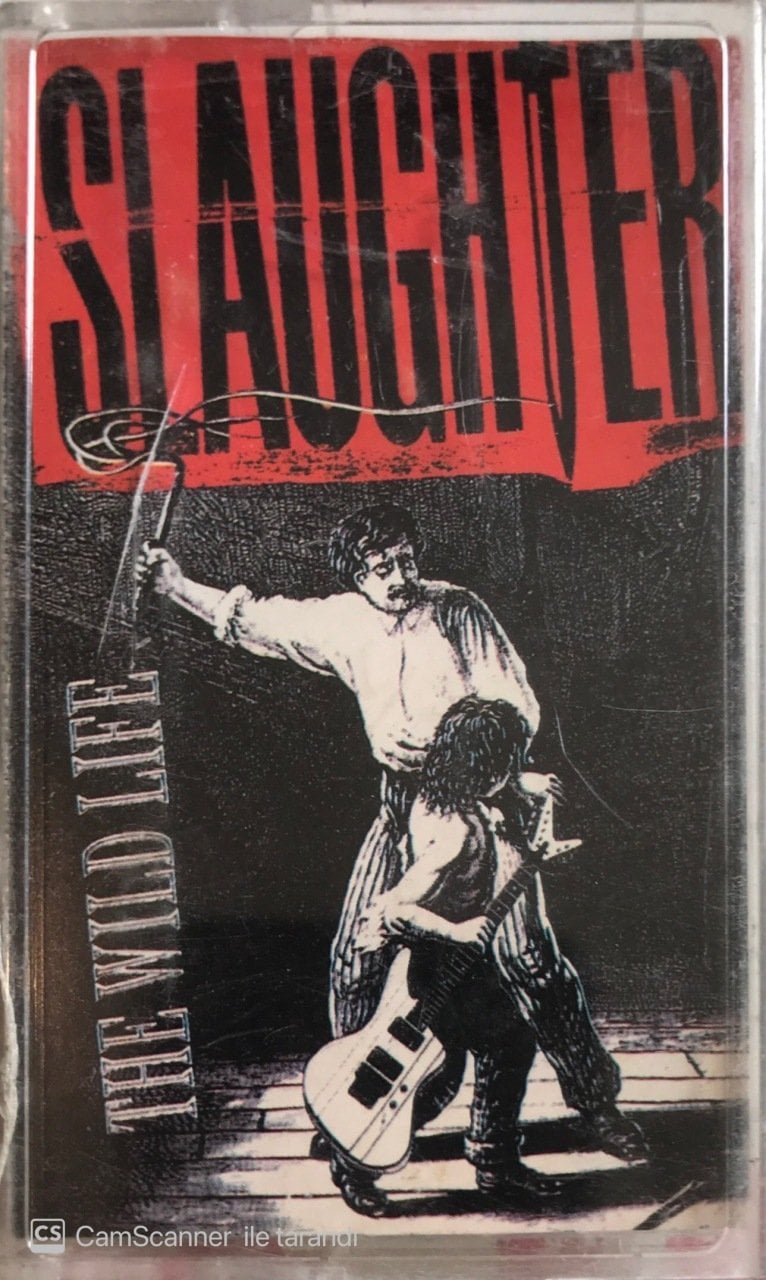 SLAUGHTER
THE WILD LIFE
CS CamScanner ile tarandı